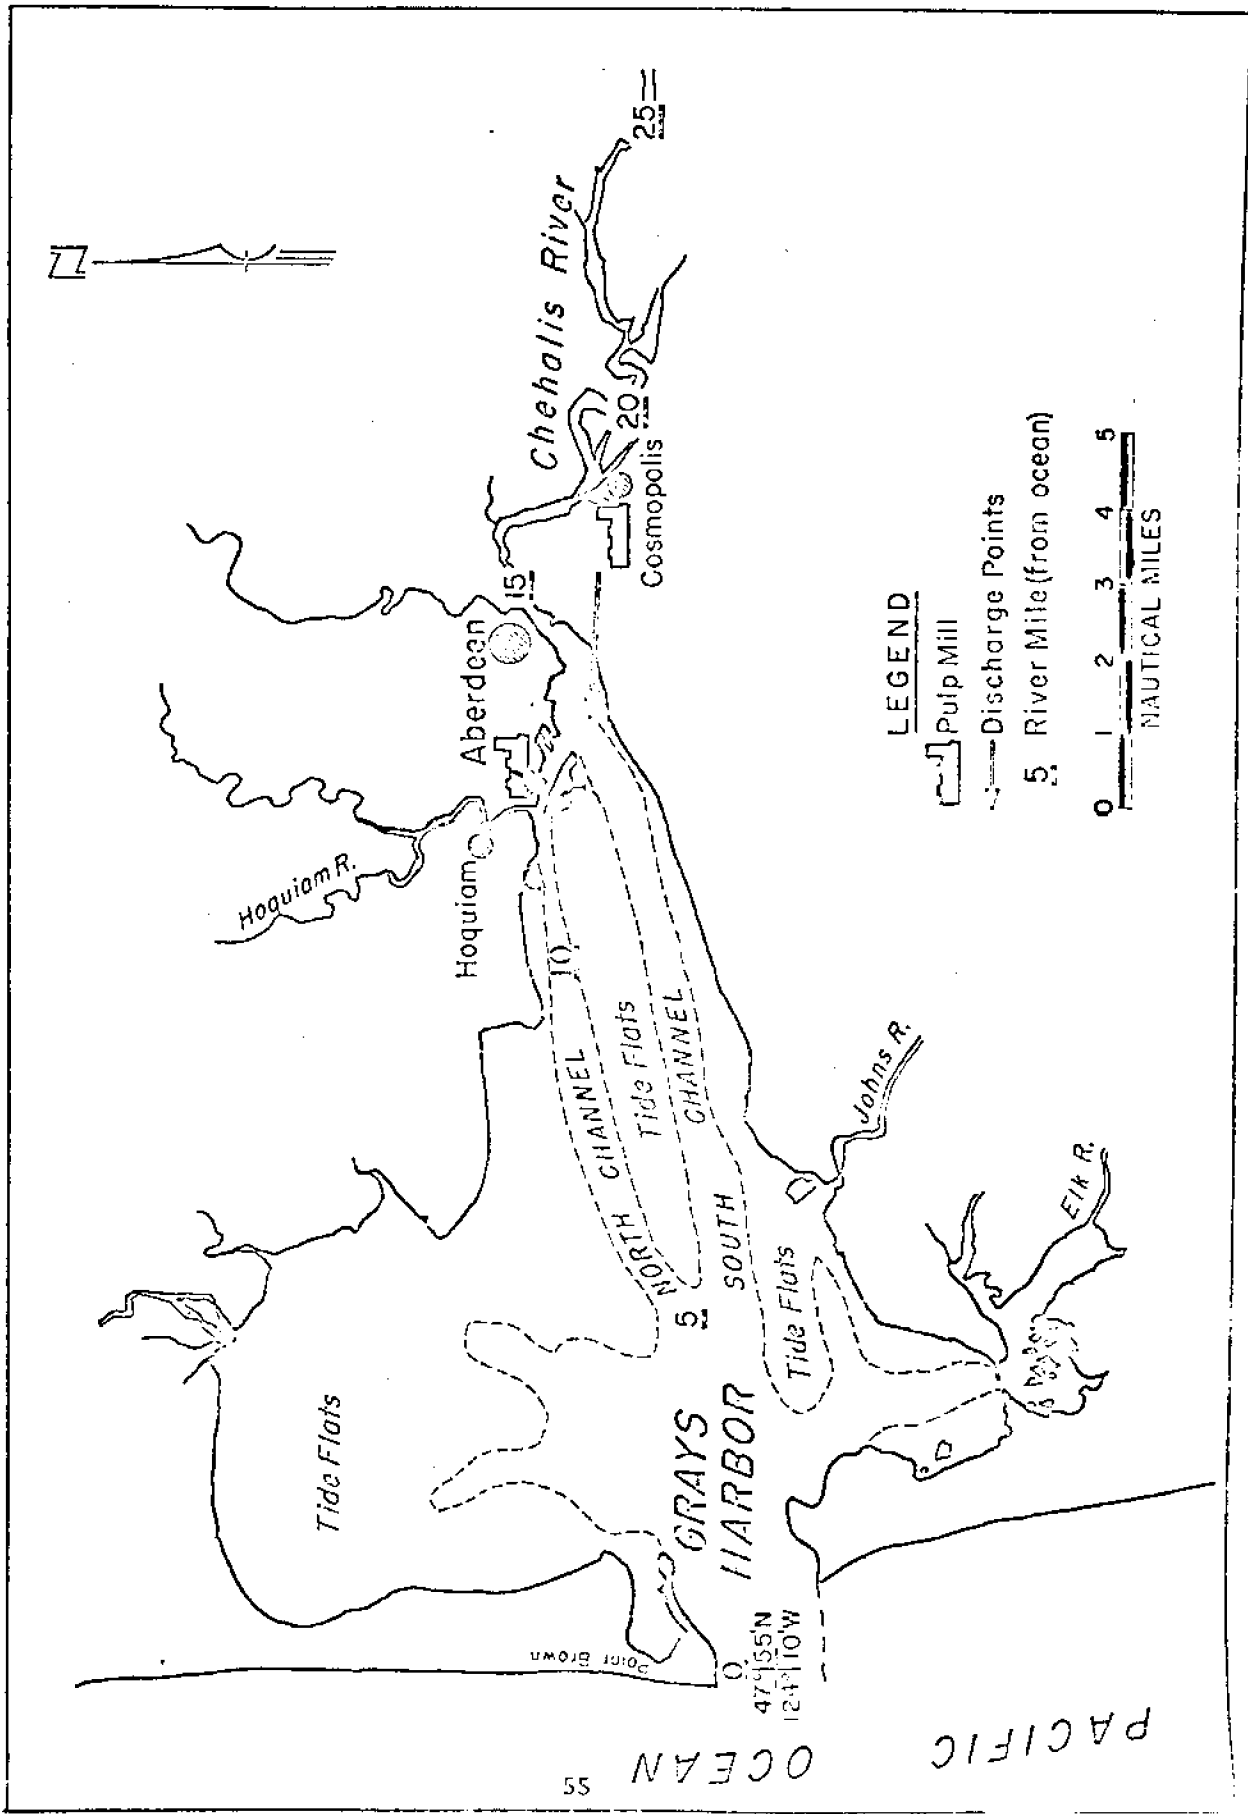 N
Chehalis River
25
20
Cosmopolis
15
Aberdeen
Hoquiam R.
Hoquiam
10
NORTH CHANNEL
Tide Flats
SOUTH CHANNEL
5
Johns R.
Elk R.
Tide Flats
Tide Flats
GRAYS
HARBOR
Point Brown
0
47°55'N
124°10'W
PACIFIC
OCEAN
LEGEND
Pulp Mill
Discharge Points
5 River Mile (from ocean)
0 1 2 3 4 5
NAUTICAL MILES
55